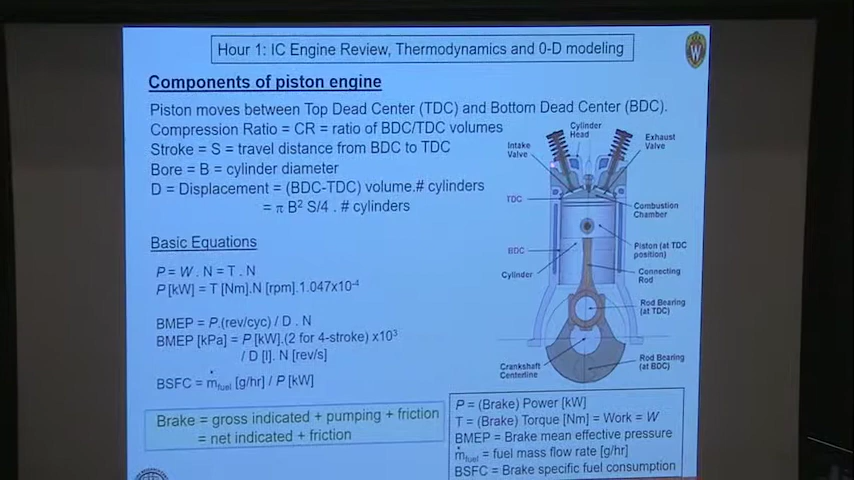 Hour 1: IC Engine Review, Thermodynamics and 0-D modeling
W
Components of piston engine
Piston moves between Top Dead Center (TDC) and Bottom Dead Center (BDC).
Compression Ratio = CR = ratio of BDC/TDC volumes
Stroke = S = travel distance from BDC to TDC
Bore = B = cylinder diameter
D = Displacement = (BDC-TDC) volume.# cylinders
= π B² S/4 . # cylinders
Basic Equations
P = W . N = T . N
P [kW] = T [Nm].N [rpm].1.047x10⁻⁴
BMEP = P.(rev/cyc) / D . N
BMEP [kPa] = P [kW].(2 for 4-stroke) x10³
/ D [l]. N [rev/s]
BSFC = ṁfuel [g/hr] / P [kW]
Brake = gross indicated + pumping + friction
= net indicated + friction
Cylinder
Head
Intake
Valve
Exhaust
Valve
TDC
Combustion
Chamber
BDC
Piston (at TDC
position)
Cylinder
Connecting
Rod
Rod Bearing
(at TDC)
Crankshaft
Centerline
Rod Bearing
(at BDC)
P = (Brake) Power [kW]
T = (Brake) Torque [Nm] = Work = W
BMEP = Brake mean effective pressure
ṁfuel = fuel mass flow rate [g/hr]
BSFC = Brake specific fuel consumption